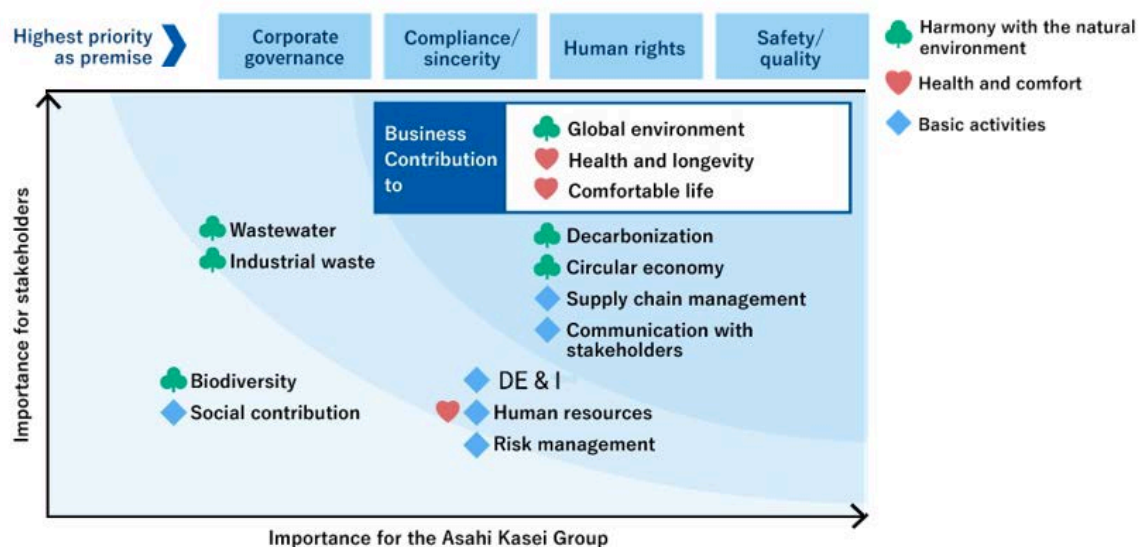 Highest priority
as premise
Corporate
governance
Compliance/
sincerity
Human rights
Safety/
quality
Harmony with the natural
environment
Health and comfort
Basic activities
Importance for stakeholders
Business
Contribution
to
Global environment
Health and longevity
Comfortable life
Wastewater
Industrial waste
Decarbonization
Circular economy
Supply chain management
Communication with
stakeholders
Biodiversity
Social contribution
DE & I
Human resources
Risk management
Importance for the Asahi Kasei Group